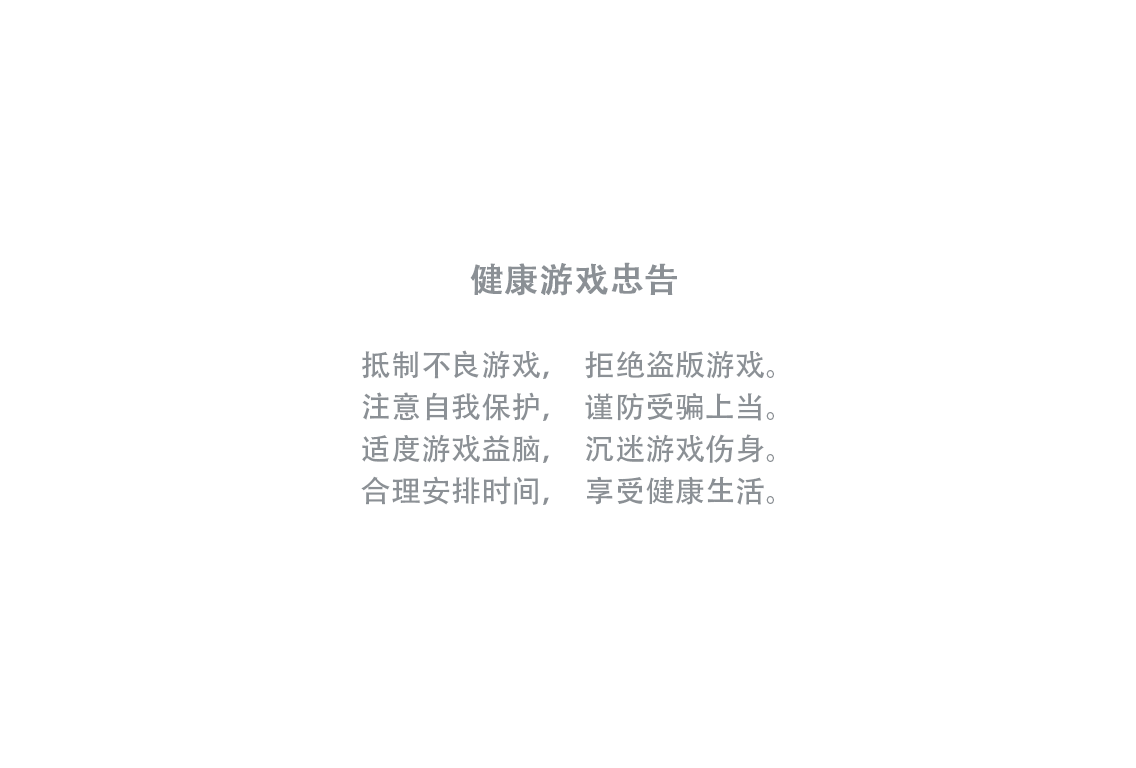 健康游戏忠告
抵制不良游戏, 拒绝盗版游戏。
注意自我保护, 谨防受骗上当。
适度游戏益脑, 沉迷游戏伤身。
合理安排时间, 享受健康生活。